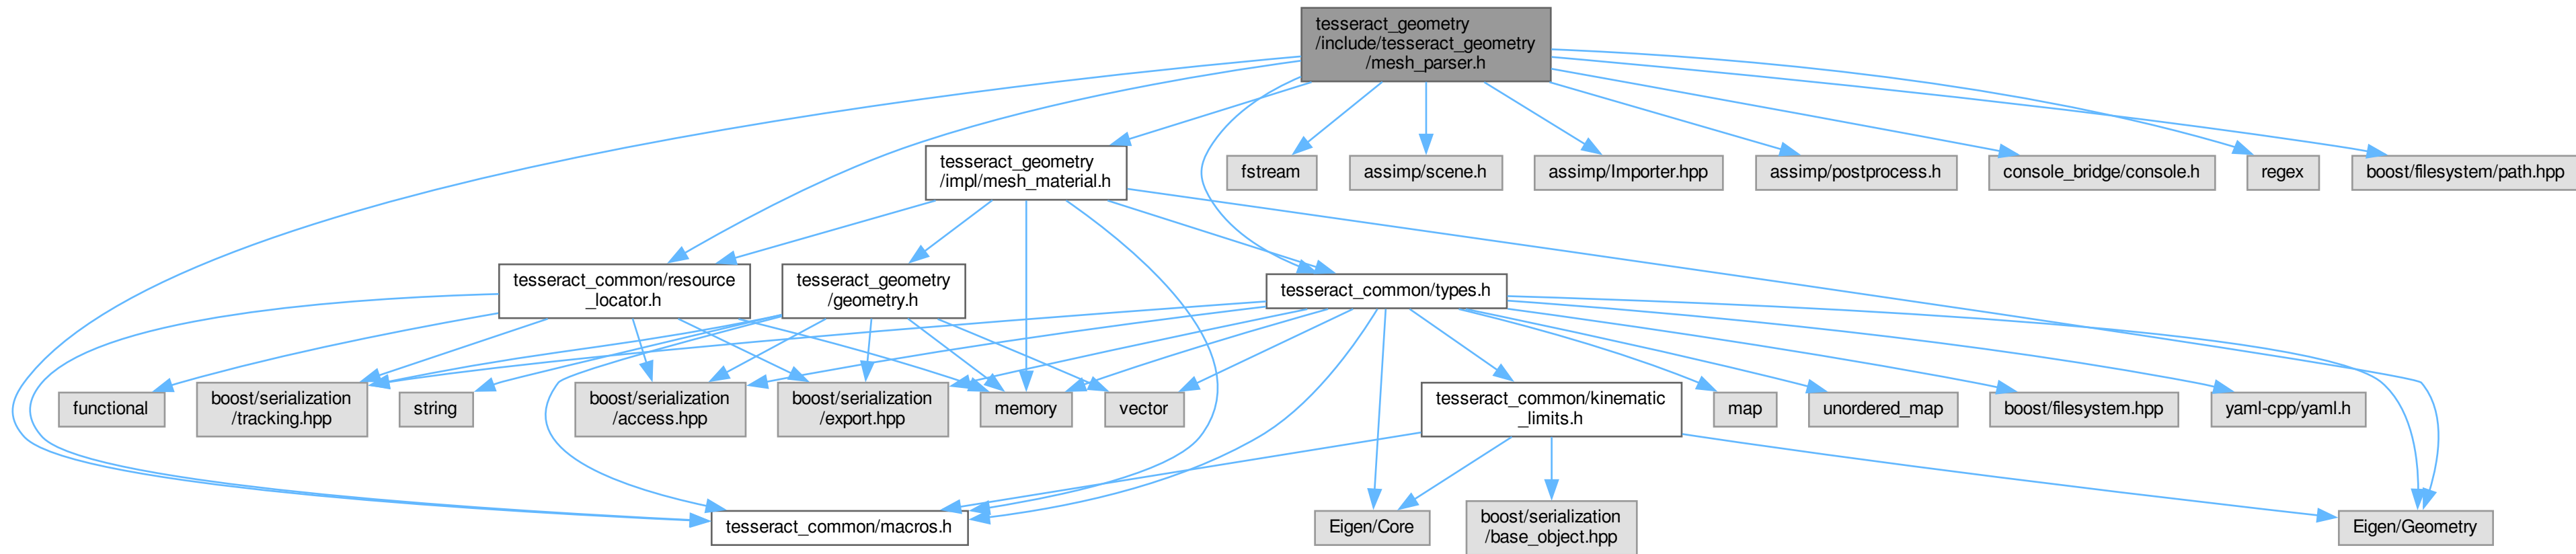 tesseract_geometry
/include/tesseract_geometry
/mesh_parser.h
tesseract_geometry
/impl/mesh_material.h
fstream
assimp/scene.h
assimp/Importer.hpp
assimp/postprocess.h
console_bridge/console.h
regex
boost/filesystem/path.hpp
tesseract_common/resource
_locator.h
tesseract_geometry
/geometry.h
tesseract_common/types.h
functional
boost/serialization
/tracking.hpp
string
boost/serialization
/access.hpp
boost/serialization
/export.hpp
memory
vector
tesseract_common/kinematic
_limits.h
map
unordered_map
boost/filesystem.hpp
yaml-cpp/yaml.h
tesseract_common/macros.h
Eigen/Core
boost/serialization
/base_object.hpp
Eigen/Geometry